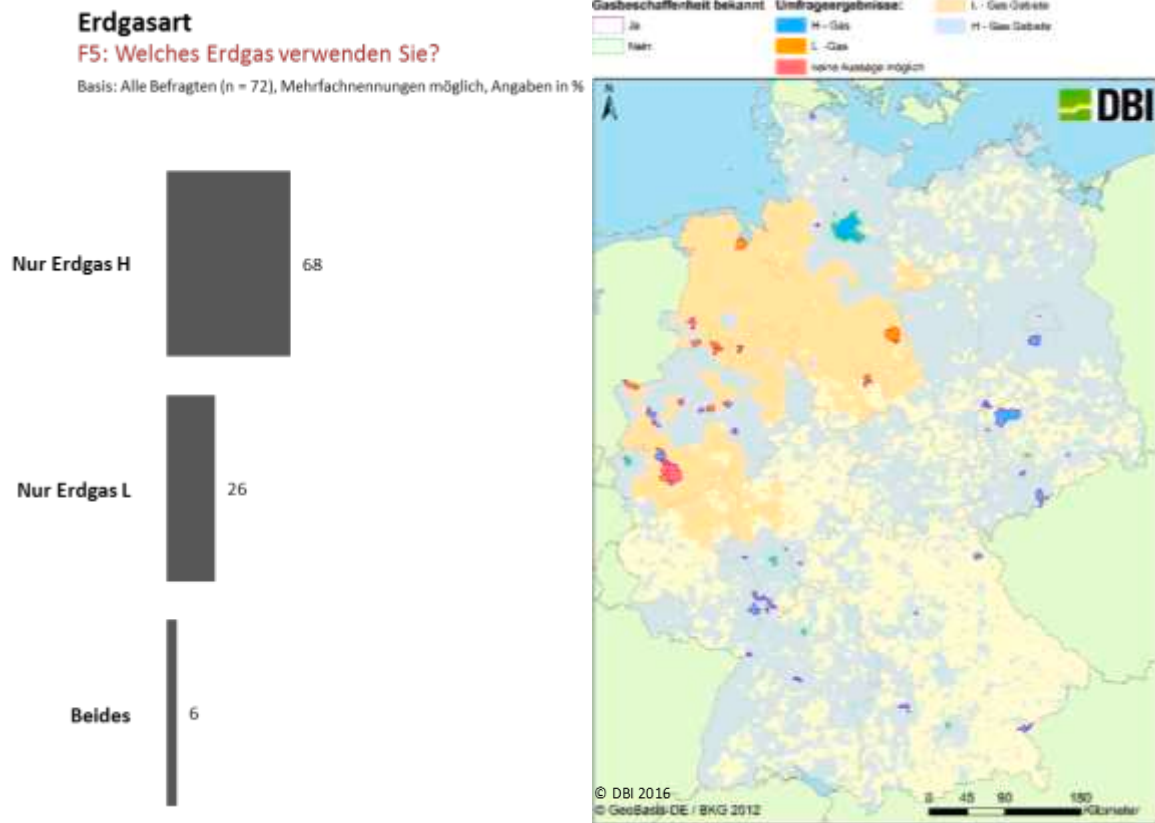 Erdgasart
F5: Welches Erdgas verwenden Sie?
Basis: Alle Befragten (n = 72), Mehrfachnennungen möglich, Angaben in %
Nur Erdgas H
68
Nur Erdgas L
26
Beides
6
Gasbeschaffenheit bekannt
Ja
Nein
Umfrageergebnisse:
H - Gas
L - Gas
keine Aussage möglich
L - Gas Gebiete
H - Gas Gebiete
N
DBI
© DBI 2016
© GeoBasis-DE / BKG 2012
0 45 90 180
Kilometer